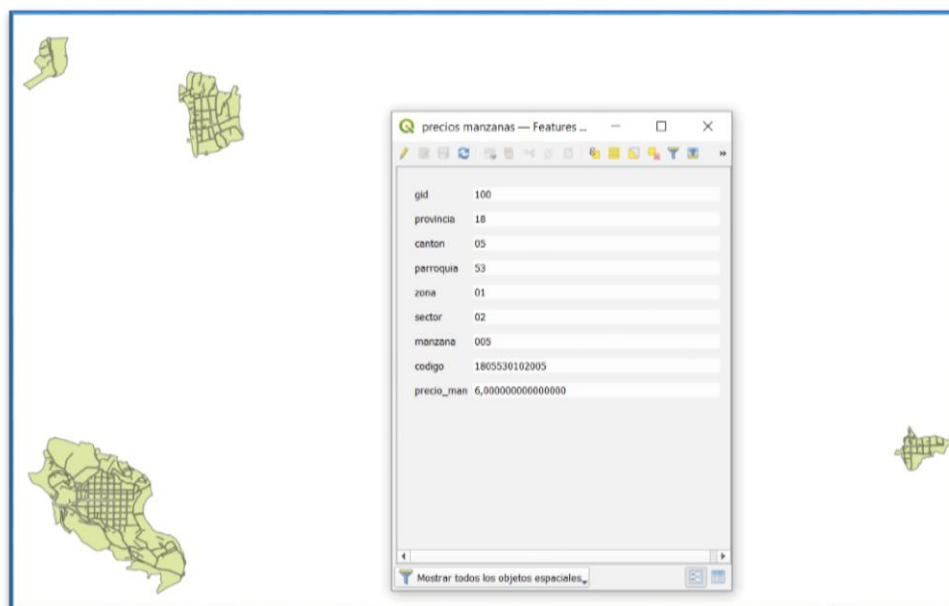 precios manzanas — Features ...
»
gid 100
provincia 18
canton 05
parroquia 53
zona 01
sector 02
manzana 005
codigo 1805530102005
precio_man 6,000000000000000
Mostrar todos los objetos espaciales